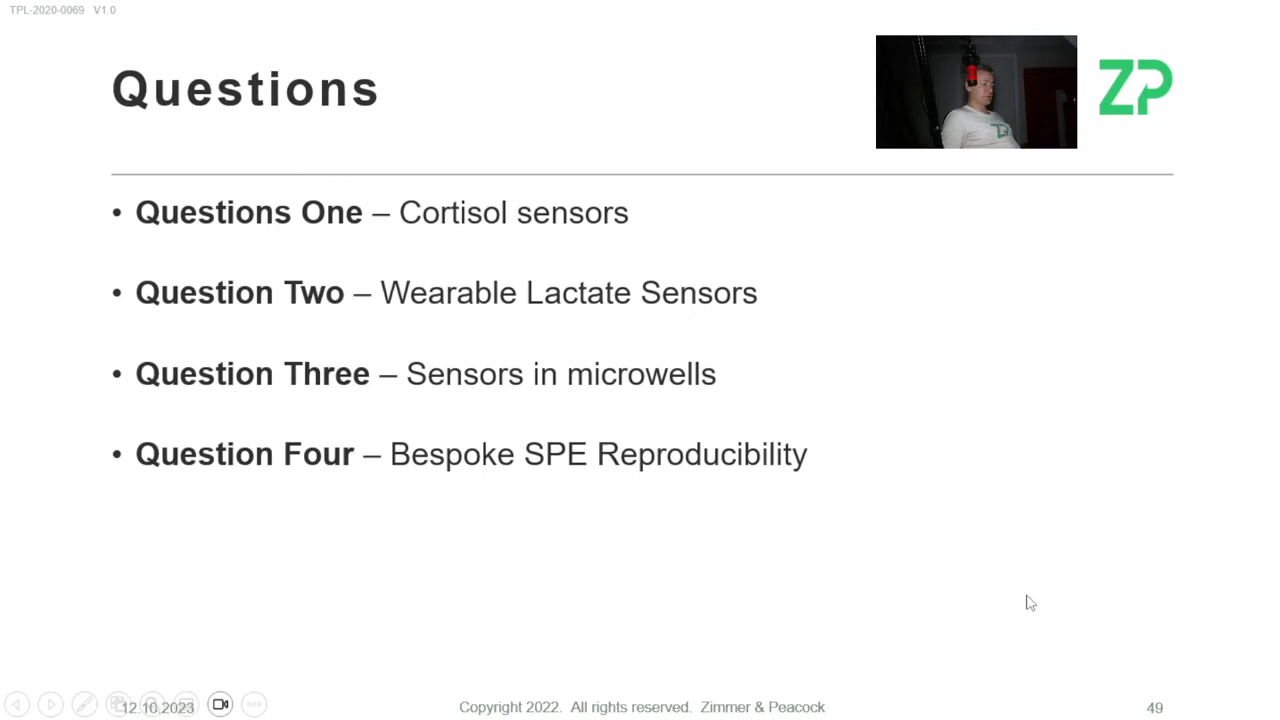 TPL-2020-0069 V1.0
Questions
ZP
• Questions One – Cortisol sensors
• Question Two – Wearable Lactate Sensors
• Question Three – Sensors in microwells
• Question Four – Bespoke SPE Reproducibility
12.10.2023
Copyright 2022. All rights reserved. Zimmer & Peacock
49